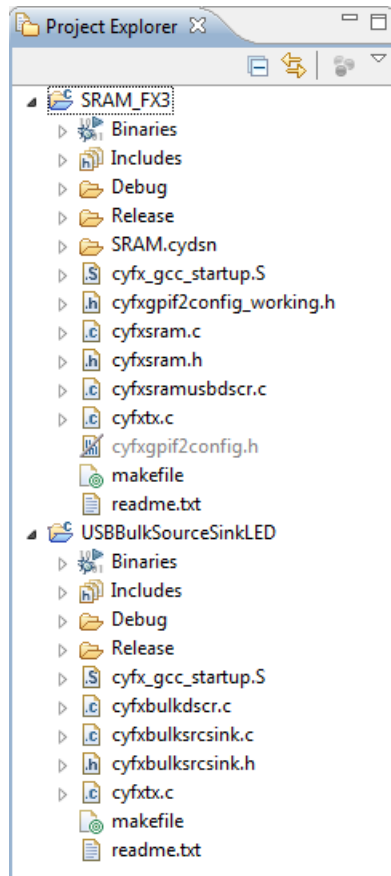 Project Explorer
SRAM_FX3
Binaries
Includes
Debug
Release
SRAM.cydsn
cyfx_gcc_startup.S
cyfxgpif2config_working.h
cyfxsram.c
cyfxsram.h
cyfxsramusbdscr.c
cyfxtx.c
cyfxgpif2config.h
makefile
readme.txt
USBBulkSourceSinkLED
Binaries
Includes
Debug
Release
cyfx_gcc_startup.S
cyfxbulkdscr.c
cyfxbulksrcsink.c
cyfxbulksrcsink.h
cyfxtx.c
makefile
readme.txt